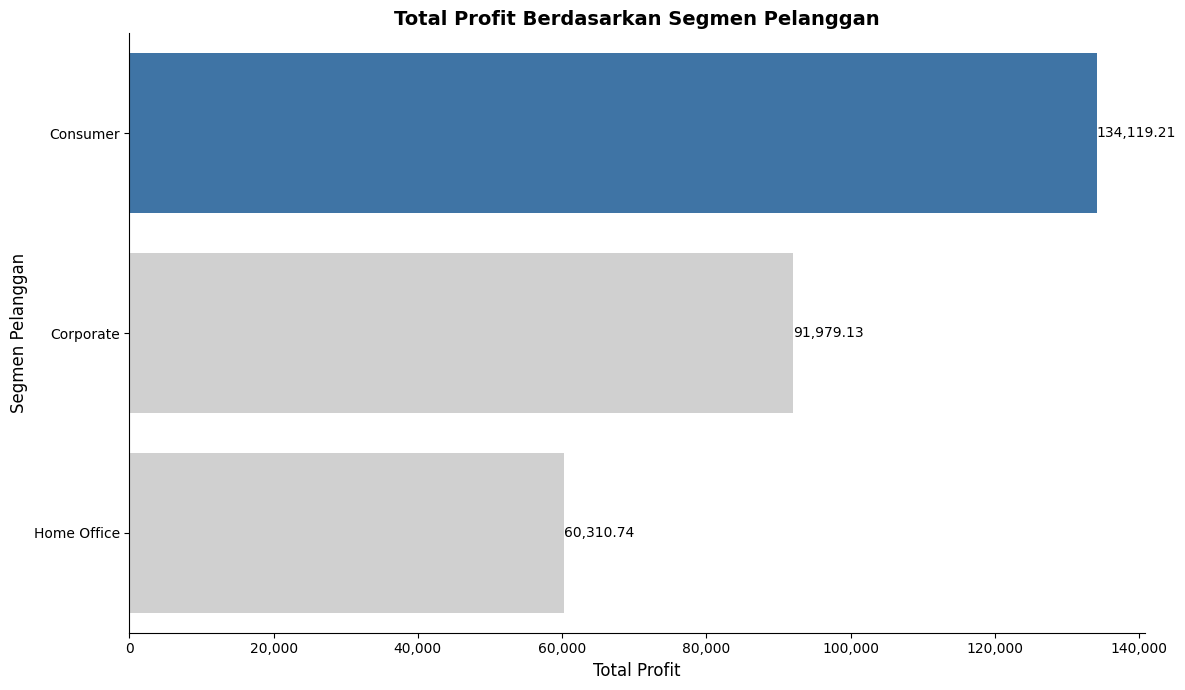 Total Profit Berdasarkan Segmen Pelanggan
Segmen Pelanggan
Consumer
134,119.21
Corporate
91,979.13
Home Office
60,310.74
0 20,000 40,000 60,000 80,000 100,000 120,000 140,000
Total Profit